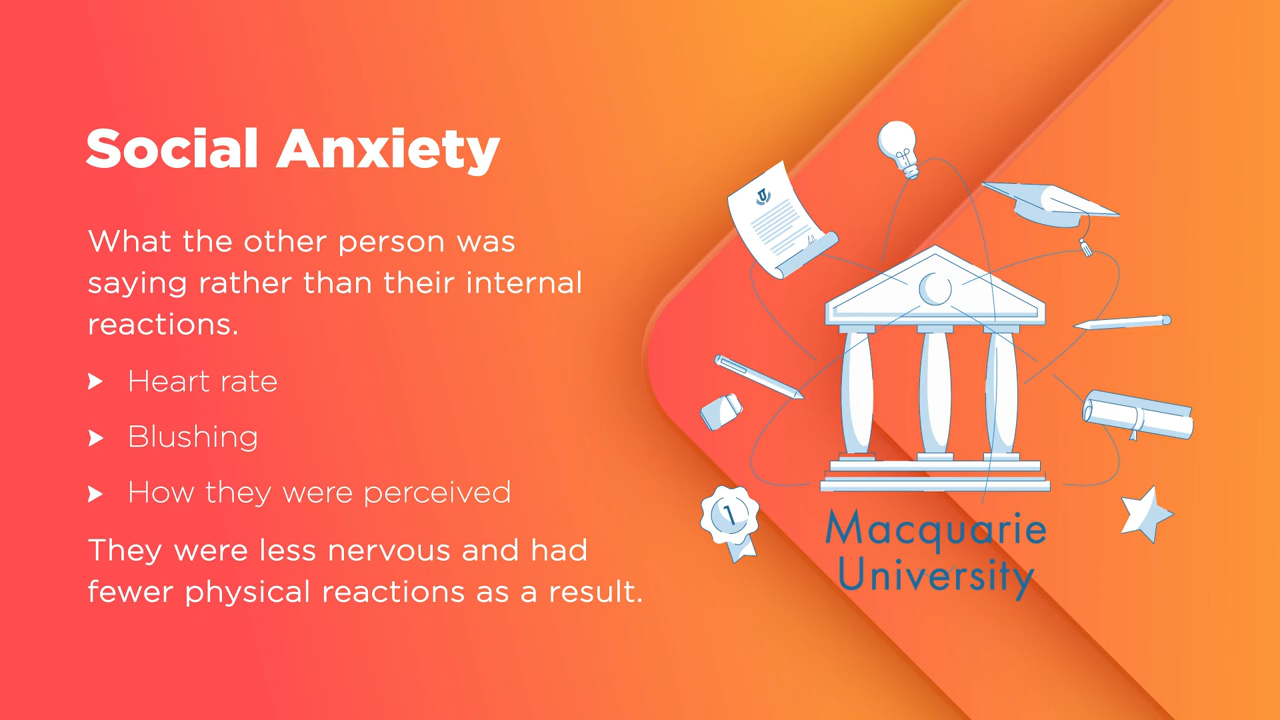 Social Anxiety
What the other person was
saying rather than their internal
reactions.
Heart rate
Blushing
How they were perceived
They were less nervous and had
fewer physical reactions as a result.
U
1
Macquarie
University